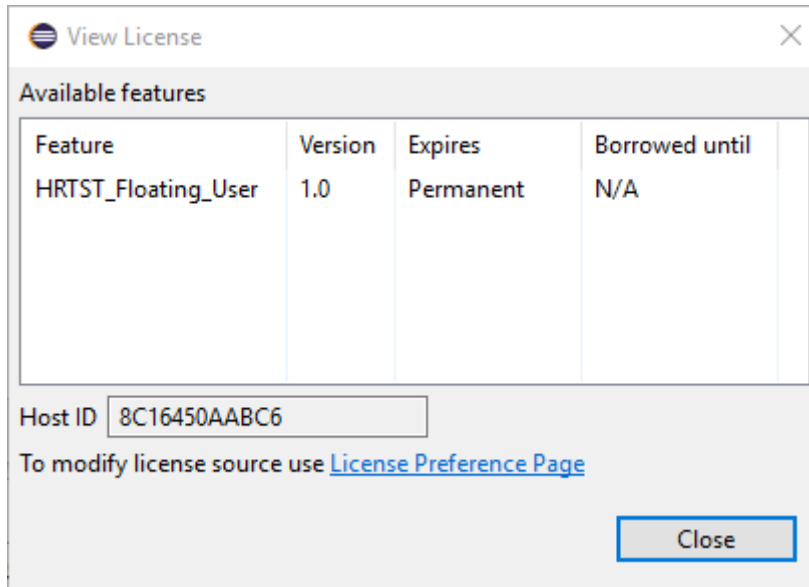 View License
Available features
Feature Version Expires Borrowed until
HRTST_Floating_User 1.0 Permanent N/A
Host ID 8C16450AABC6
To modify license source use License Preference Page
Close